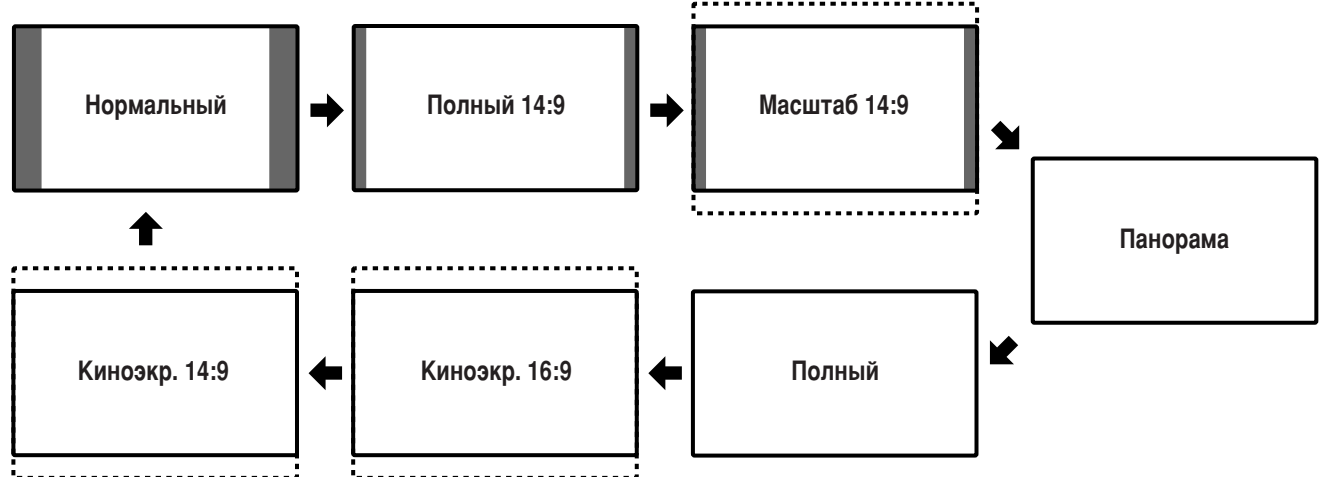 Нормальный
Полный 14:9
Масштаб 14:9
Панорама
Полный
Киноэкр. 16:9
Киноэкр. 14:9